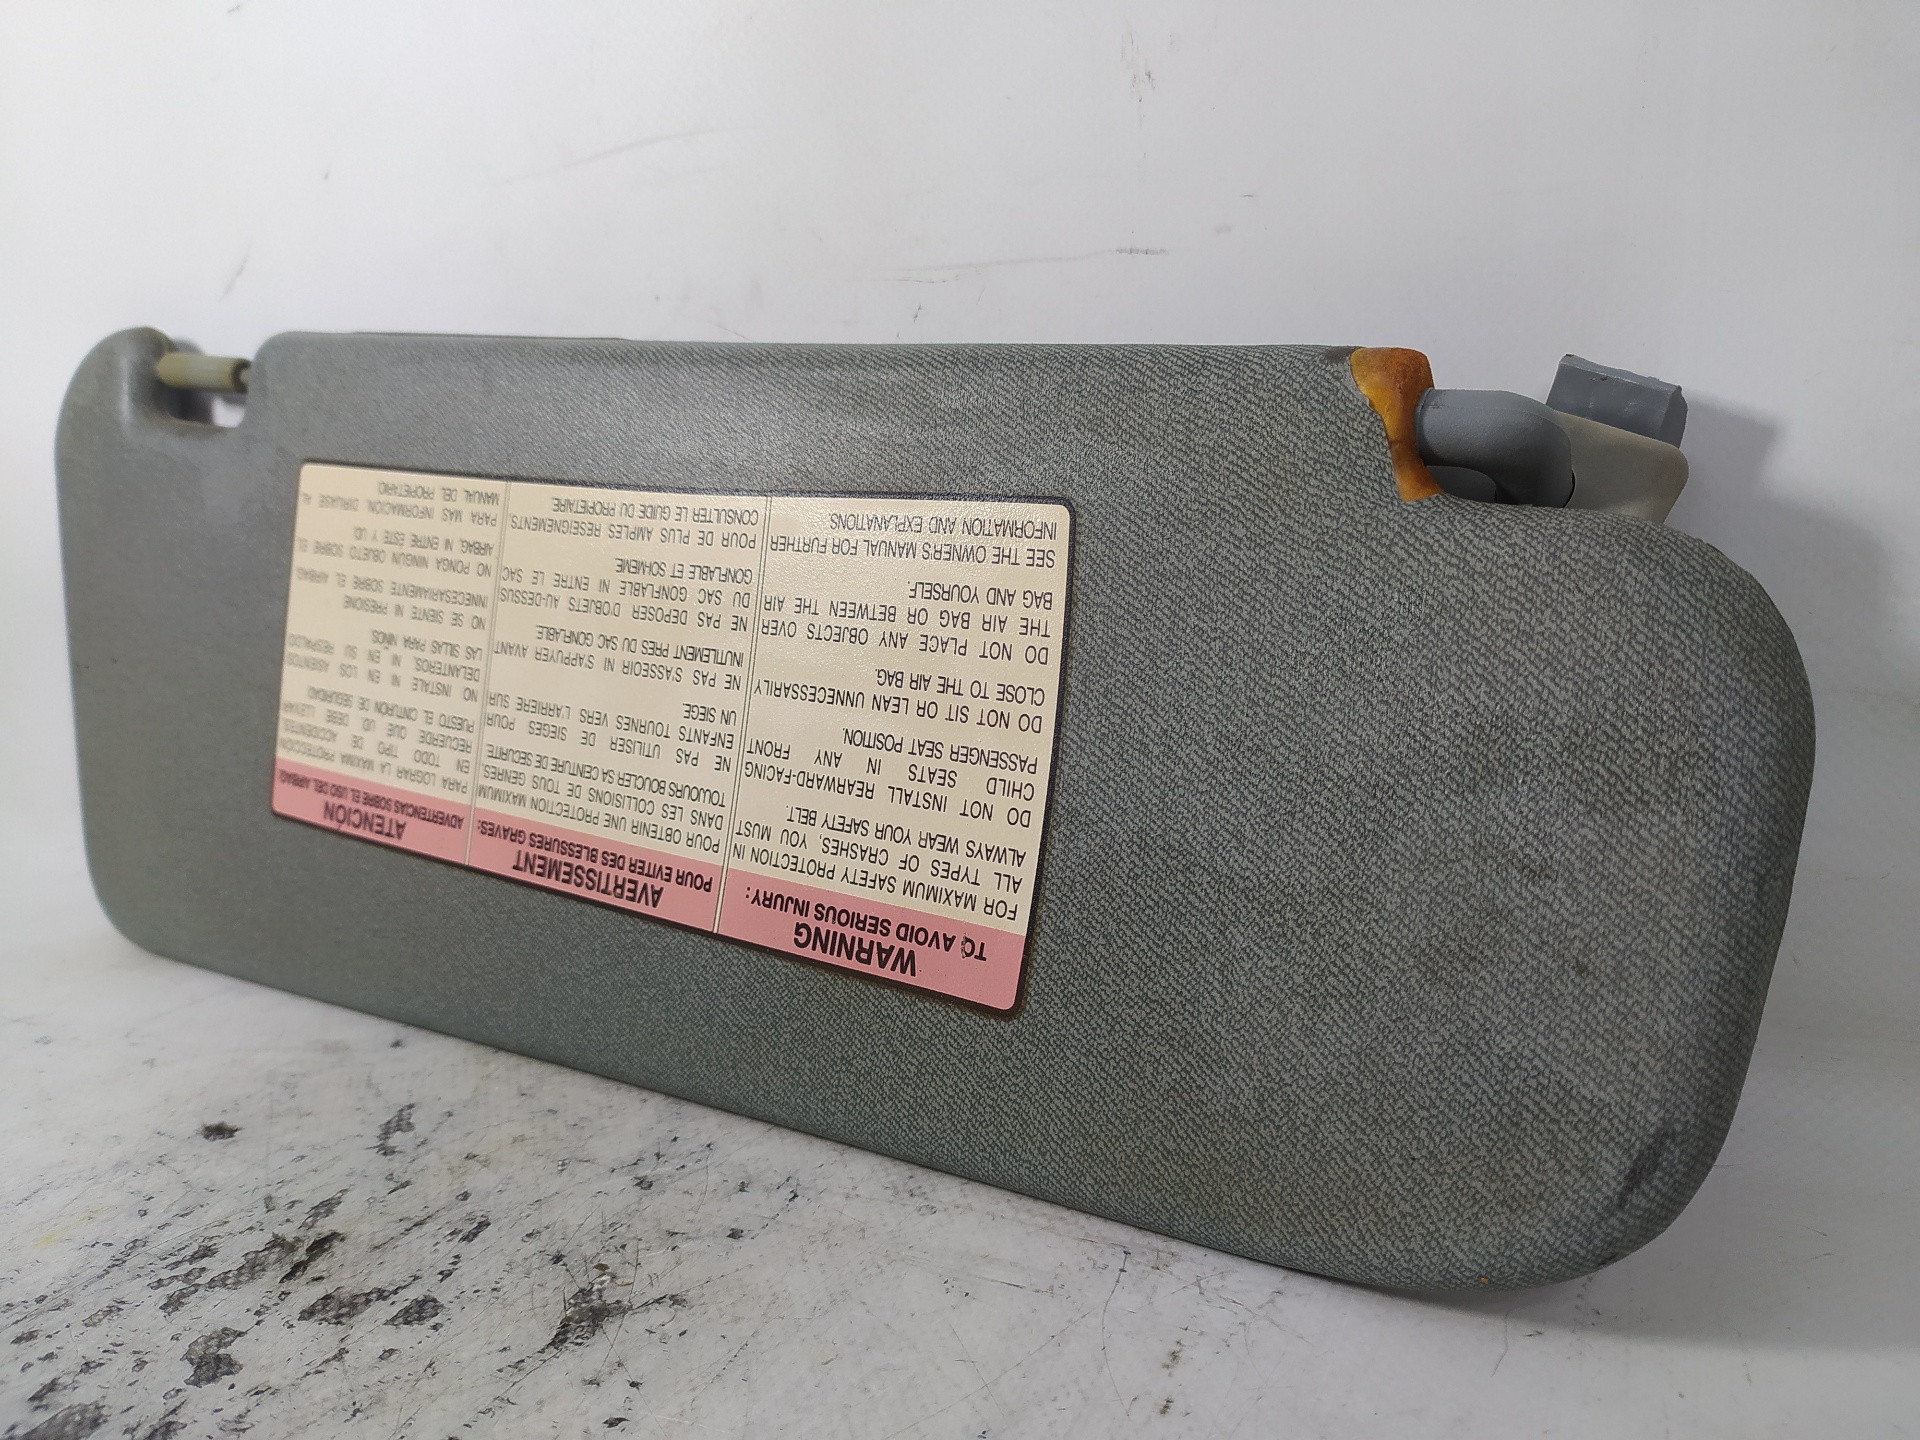 WARNING
TO AVOID SERIOUS INJURY:
FOR MAXIMUM SAFETY PROTECTION IN
ALL TYPES OF CRASHES, YOU MUST
ALWAYS WEAR YOUR SAFETY BELT.
DO NOT INSTALL REARWARD-FACING
CHILD SEATS IN ANY FRONT
PASSENGER SEAT POSITION.
DO NOT SIT OR LEAN UNNECESSARILY
CLOSE TO THE AIR BAG.
DO NOT PLACE ANY OBJECTS OVER
THE AIR BAG OR BETWEEN THE AIR
BAG AND YOURSELF.
SEE THE OWNER'S MANUAL FOR FURTHER
INFORMATION AND EXPLANATIONS
AVERTISSEMENT
POUR EVITER DES BLESSURES GRAVES:
POUR OBTENIR UNE PROTECTION MAXIMUM
DANS LES COLLISIONS DE TOUS GENRES,
TOUJOURS BOUCLER SA CEINTURE DE SECURITE.
NE PAS UTILISER DE SIEGES POUR
ENFANTS TOURNES VERS L'ARRIERE SUR
UN SIEGE
NE PAS S'ASSEOIR NI S'APPUYER AVANT
INUTILEMENT PRES DU SAC GONFLABLE.
NE PAS DEPOSER D'OBJETS AU-DESSUS
DU SAC GONFLABLE NI ENTRE LE SAC
GONFLABLE ET SOI-MEME
POUR DE PLUS AMPLES RESEIGNEMENTS,
CONSULTER LE GUIDE DU PROPIETAIRE.
ATENCIÓN
ADVERTENCIAS SOBRE EL USO DEL AIRBAG:
PARA LOGRAR LA MÁXIMA PROTECCION
EN TODO TIPO DE ACCIDENTES
RECUERDE QUE UD. DEBE LLEVAR
PUESTO EL CINTURON DE SEGURIDAD
NO INSTALE NI EN LOS ASIENTOS
DELANTEROS, NI EN SU RESPALDO
LAS SILLAS PARA NIÑOS.
NO SE SIENTE NI PRESIONE
INNECESARIAMENTE SOBRE EL AIRBAG.
NO PONGA NINGUN OBJETO SOBRE EL
AIRBAG, NI ENTRE ESTE Y UD
PARA MAS INFORMACION, DIRIJASE AL
MANUAL DEL PROPIETARIO.